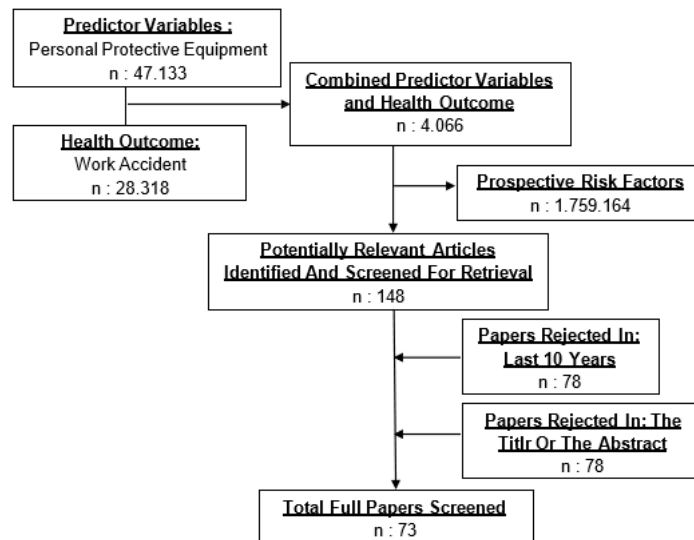 Predictor Variables :
Personal Protective Equipment
n : 47.133
Health Outcome:
Work Accident
n : 28.318
Combined Predictor Variables
and Health Outcome
n : 4.066
Prospective Risk Factors
n : 1.759.164
Potentially Relevant Articles
Identified And Screened For Retrieval
n : 148
Papers Rejected In:
Last 10 Years
n : 78
Papers Rejected In: The
Titlr Or The Abstract
n : 78
Total Full Papers Screened
n : 73